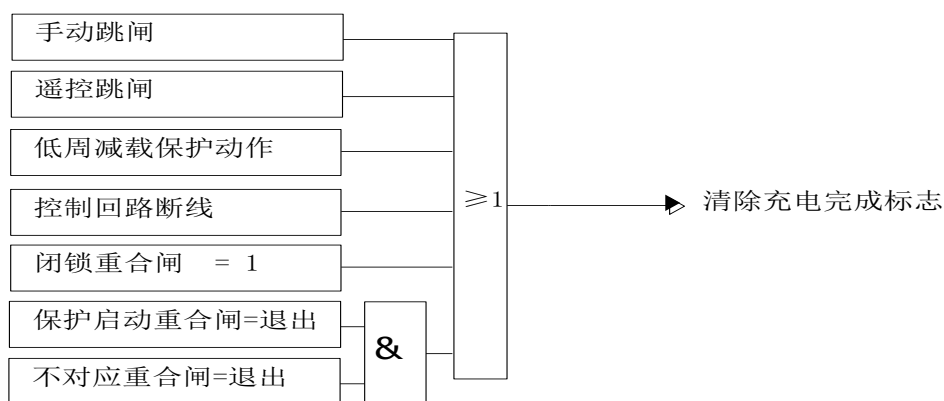 手动跳闸
遥控跳闸
低周减载保护动作
控制回路断线
闭锁重合闸 = 1
保护启动重合闸=退出
不对应重合闸=退出
&
≥1
清除充电完成标志